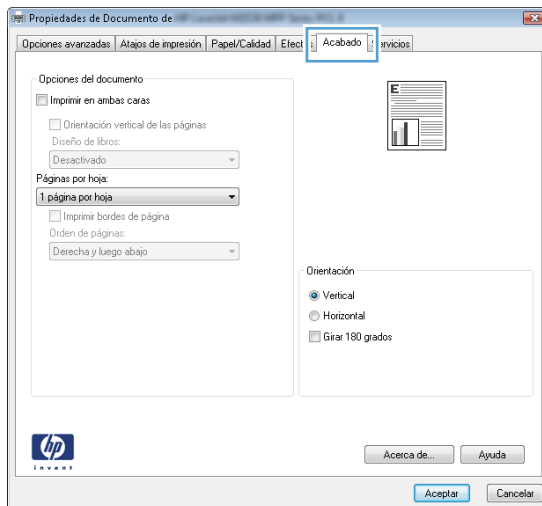 Propiedades de Documento de
Opciones avanzadas Atajos de impresión Papel/Calidad Acabado
Opciones del documento
Imprimir en ambas caras
Orientación vertical de las páginas
Diseño de libros:
Desactivado
Páginas por hoja:
1 página por hoja
Imprimir bordes de página
Orden de páginas:
Derecha y luego abajo
E
Orientación
Vertical
Horizontal
Girar 180 grados
hp
invent
Acerca de... Ayuda
Aceptar Cancelar